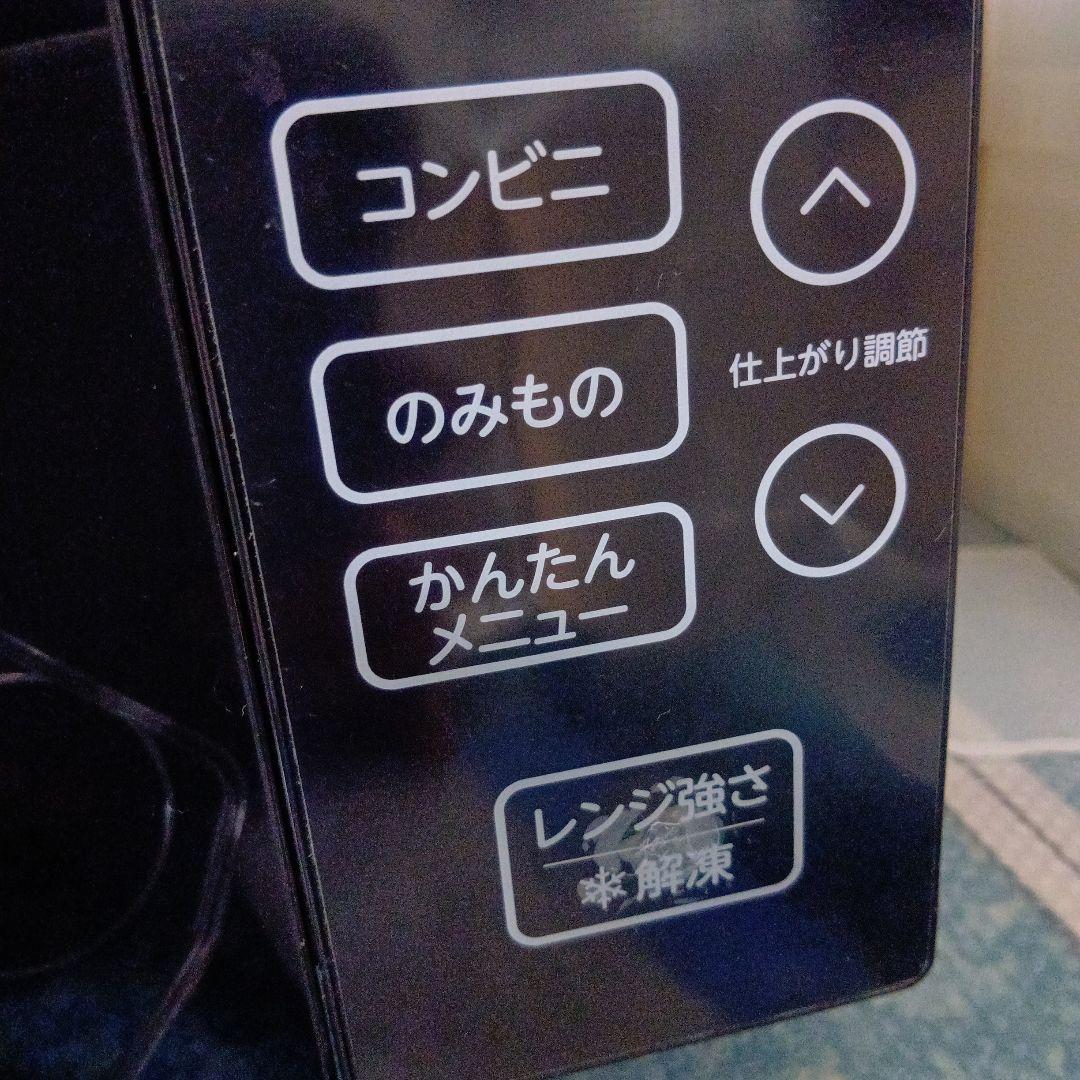 コンビニ
のみもの
かんたん
メニュー
仕上がり調節
レンジ強さ
解凍